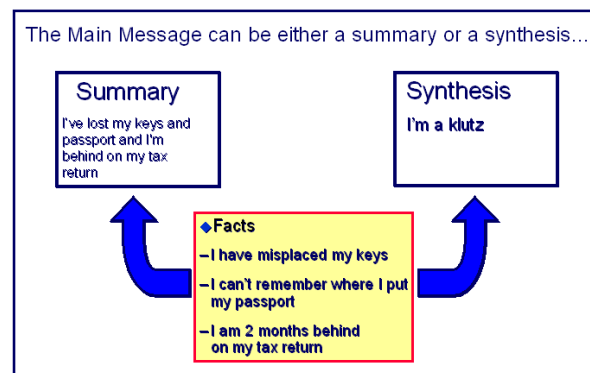 The Main Message can be either a summary or a synthesis...
Summary
I've lost my keys and
passport and I'm
behind on my tax
return
Synthesis
I'm a klutz
◆Facts
–I have misplaced my keys
–I can't remember where I put
my passport
–I am 2 months behind
on my tax return